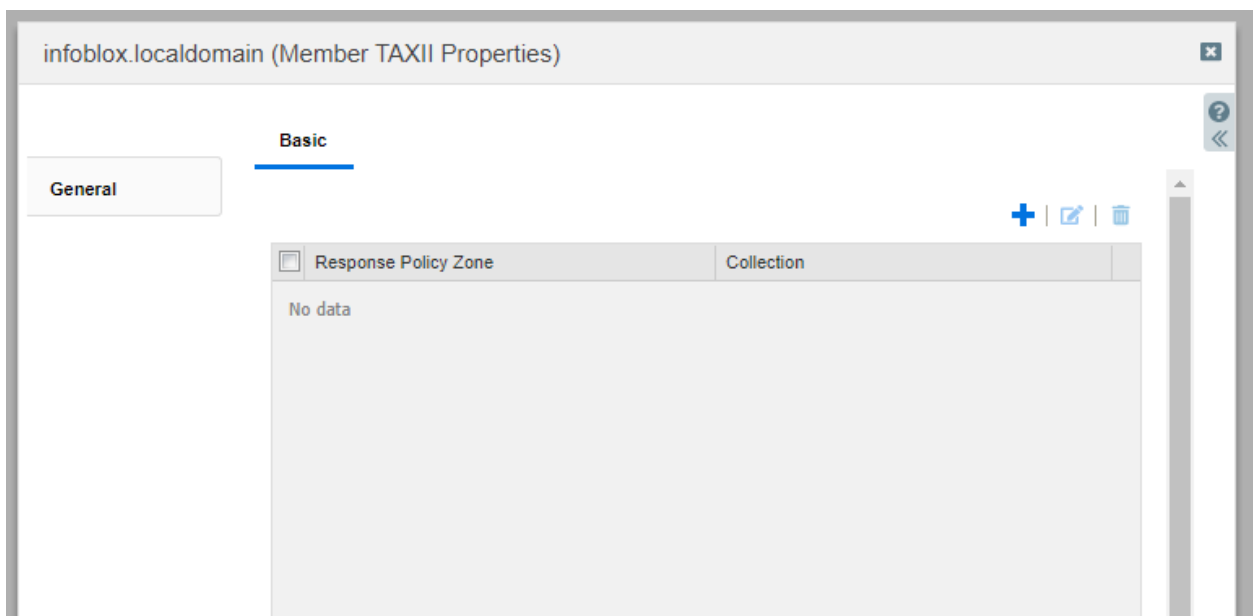 infoblox.localdomain (Member TAXII Properties)
Basic
General
Response Policy Zone Collection
No data